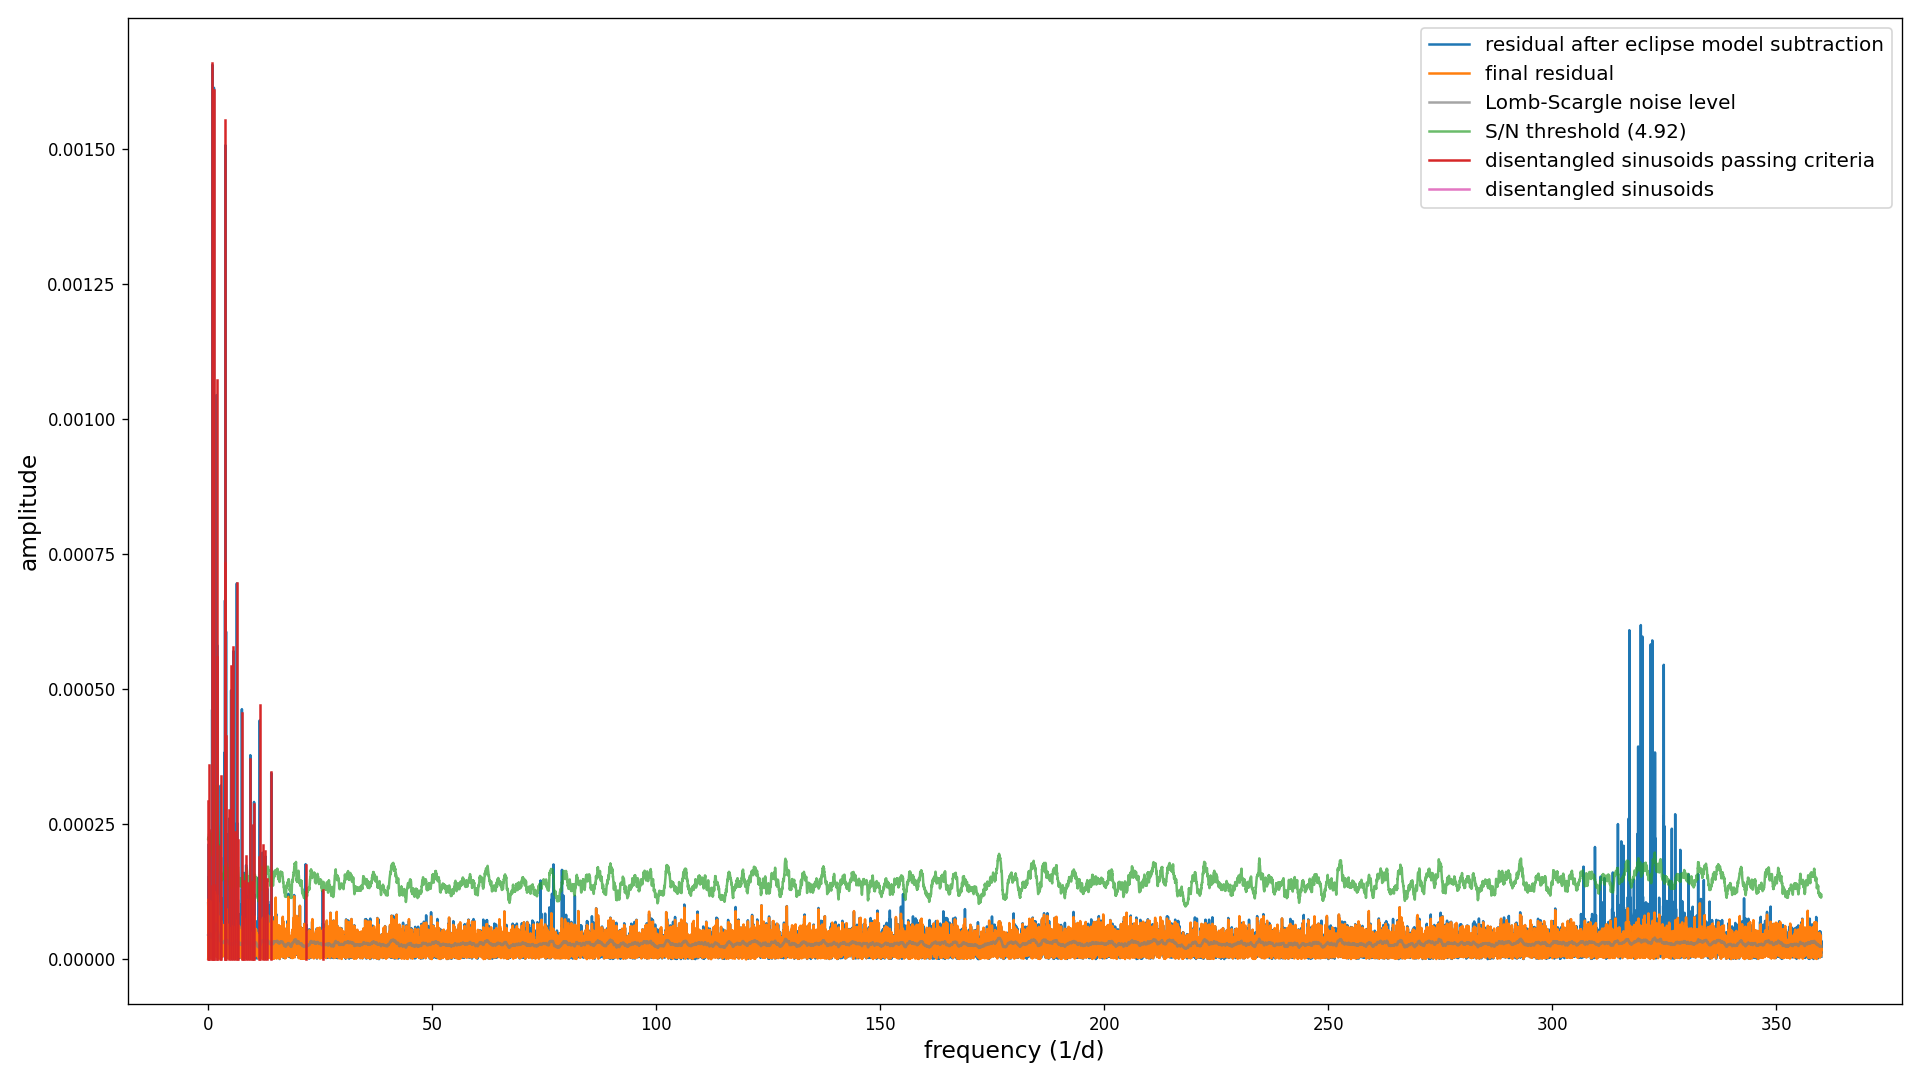 residual after eclipse model subtraction
final residual
Lomb-Scargle noise level
S/N threshold (4.92)
disentangled sinusoids passing criteria
disentangled sinusoids
amplitude
0.00150
0.00125
0.00100
0.00075
0.00050
0.00025
0.00000
0 50 100 150 200 250 300 350
frequency (1/d)